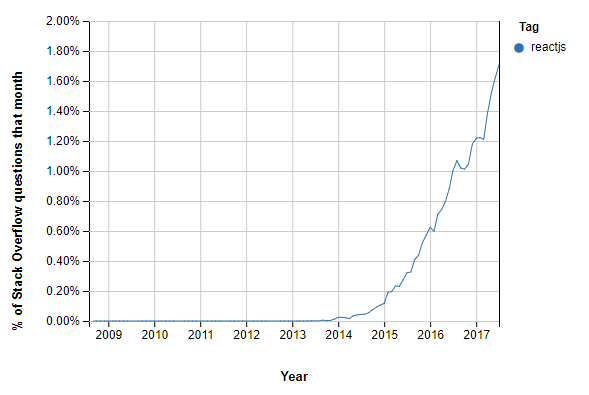 Tag
reactjs
% of Stack Overflow questions that month
2.00%
1.80%
1.60%
1.40%
1.20%
1.00%
0.80%
0.60%
0.40%
0.20%
0.00%
2009 2010 2011 2012 2013 2014 2015 2016 2017
Year